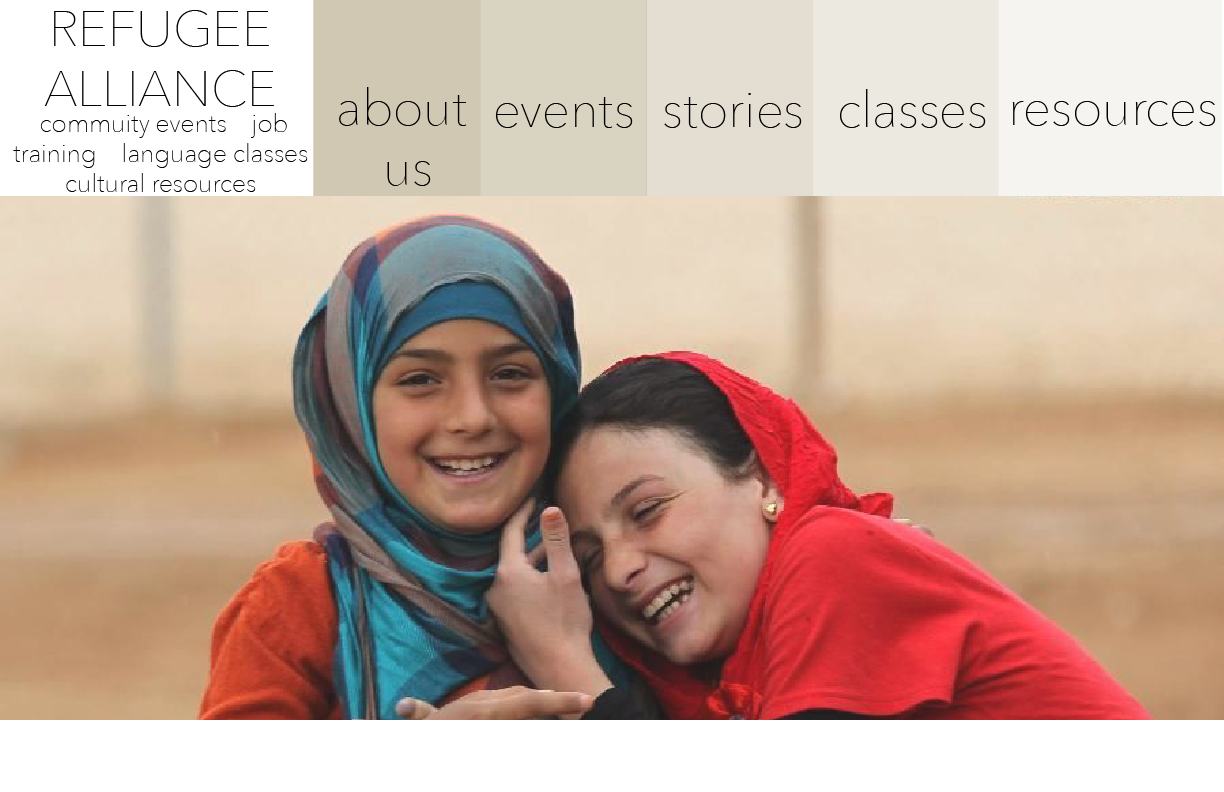 REFUGEE
ALLIANCE
commuity events job
training language classes
cultural resources
about
us
events
stories
classes
resources